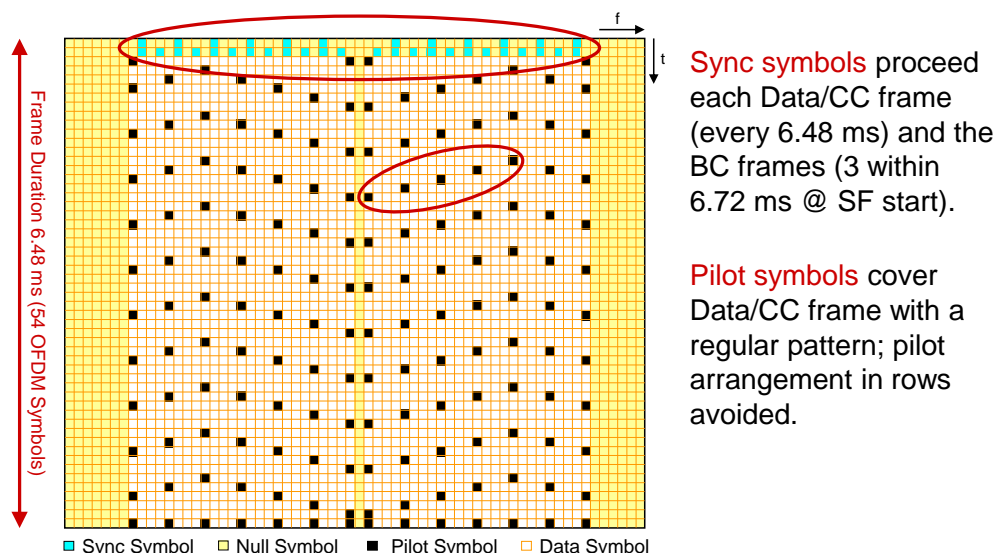 f
t
Frame Duration 6.48 ms (54 OFDM Symbols)
Sync symbols proceed
each Data/CC frame
(every 6.48 ms) and the
BC frames (3 within
6.72 ms @ SF start).
Pilot symbols cover
Data/CC frame with a
regular pattern; pilot
arrangement in rows
avoided.
Sync Symbol Null Symbol Pilot Symbol Data Symbol